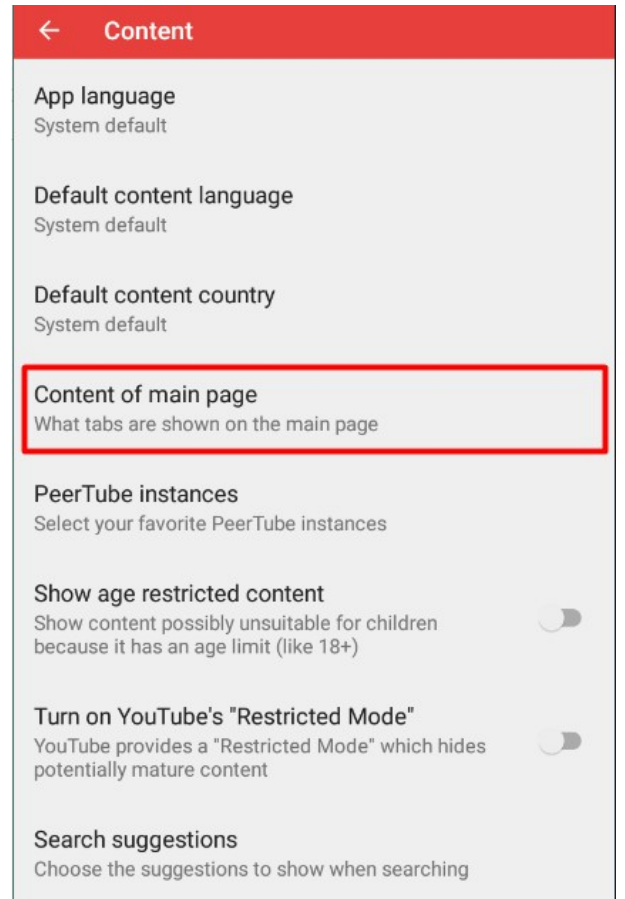 Content
App language
System default
Default content language
System default
Default content country
System default
Content of main page
What tabs are shown on the main page
PeerTube instances
Select your favorite PeerTube instances
Show age restricted content
Show content possibly unsuitable for children
because it has an age limit (like 18+)
Turn on YouTube's "Restricted Mode"
YouTube provides a "Restricted Mode" which hides
potentially mature content
Search suggestions
Choose the suggestions to show when searching